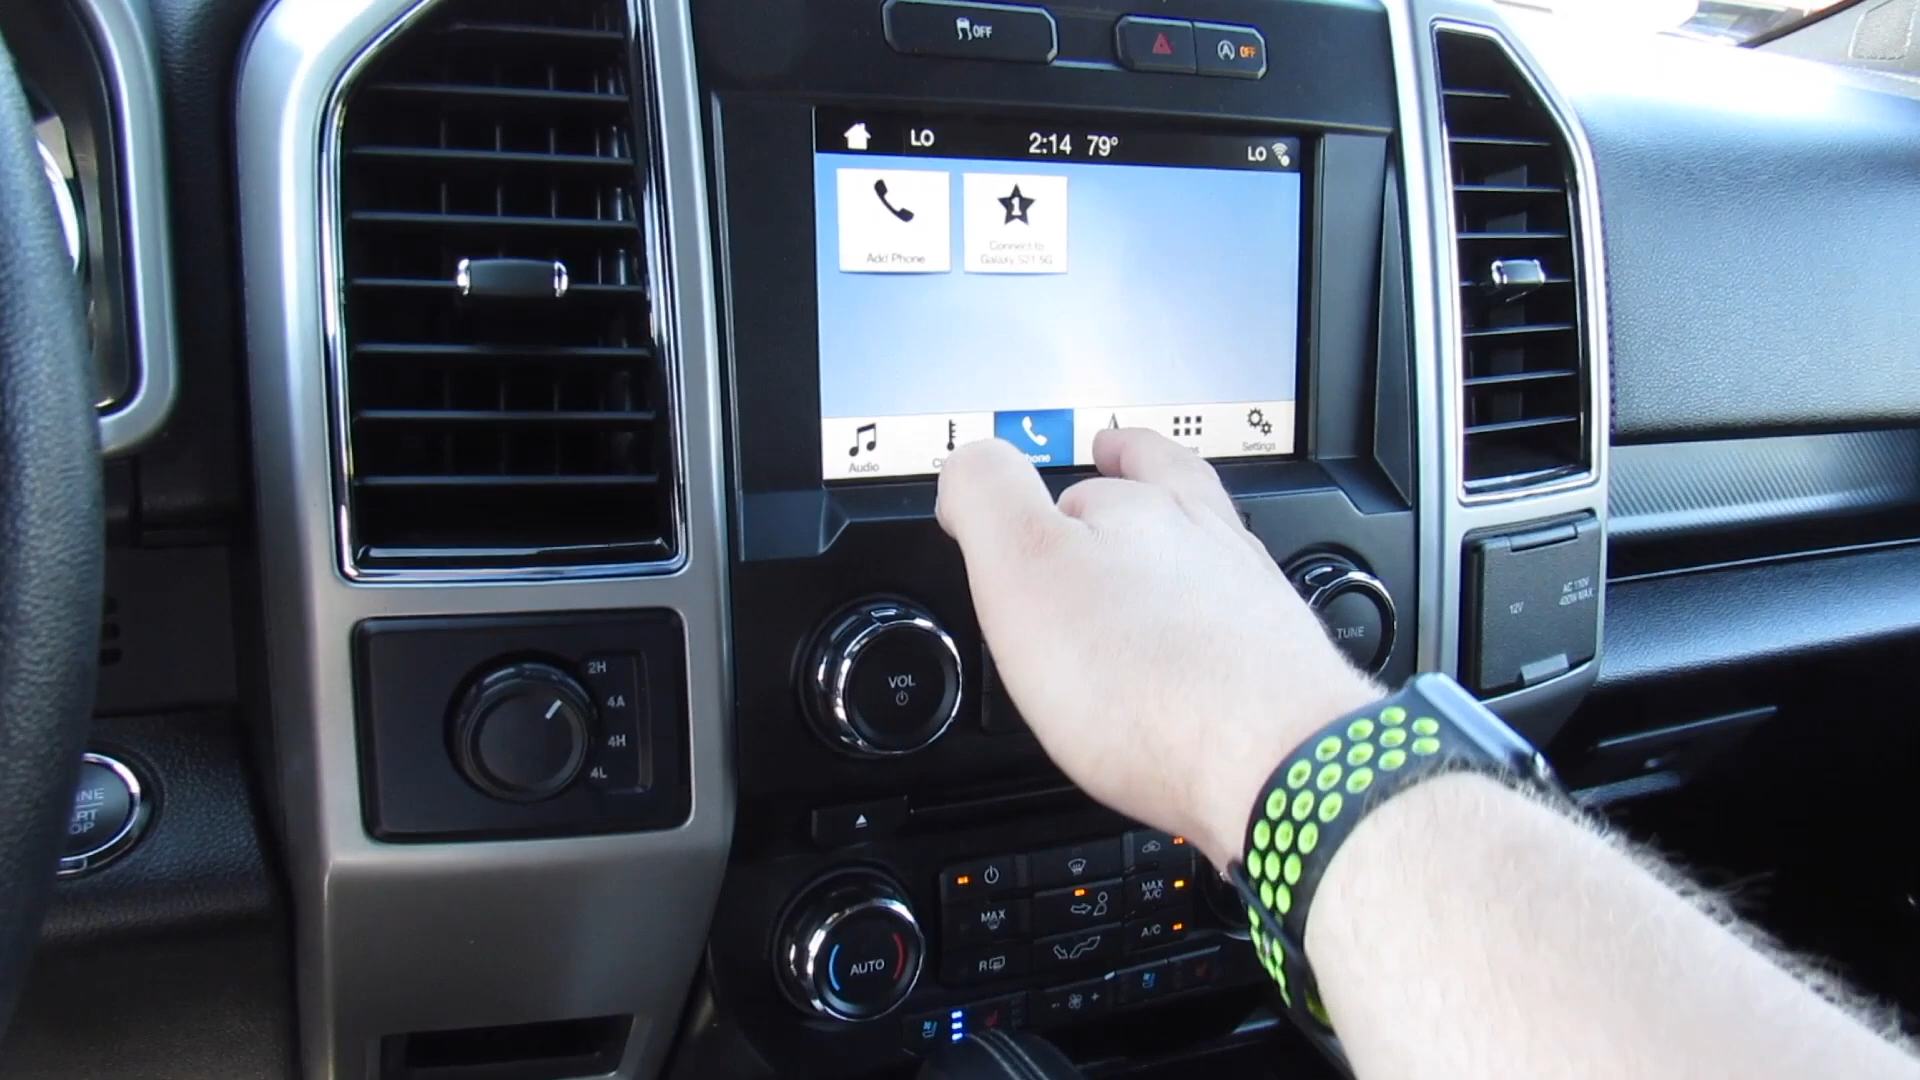 OFF
OFF
LO
2:14 79°
LO
1
Add Phone
Connect to
Galaxy S21 5G
Audio
Settings
12V
AC 110V
400W MAX
VOL
TUNE
2H
4A
4H
4L
AUTO
MAX
R
MAX
A/C
A/C
- +